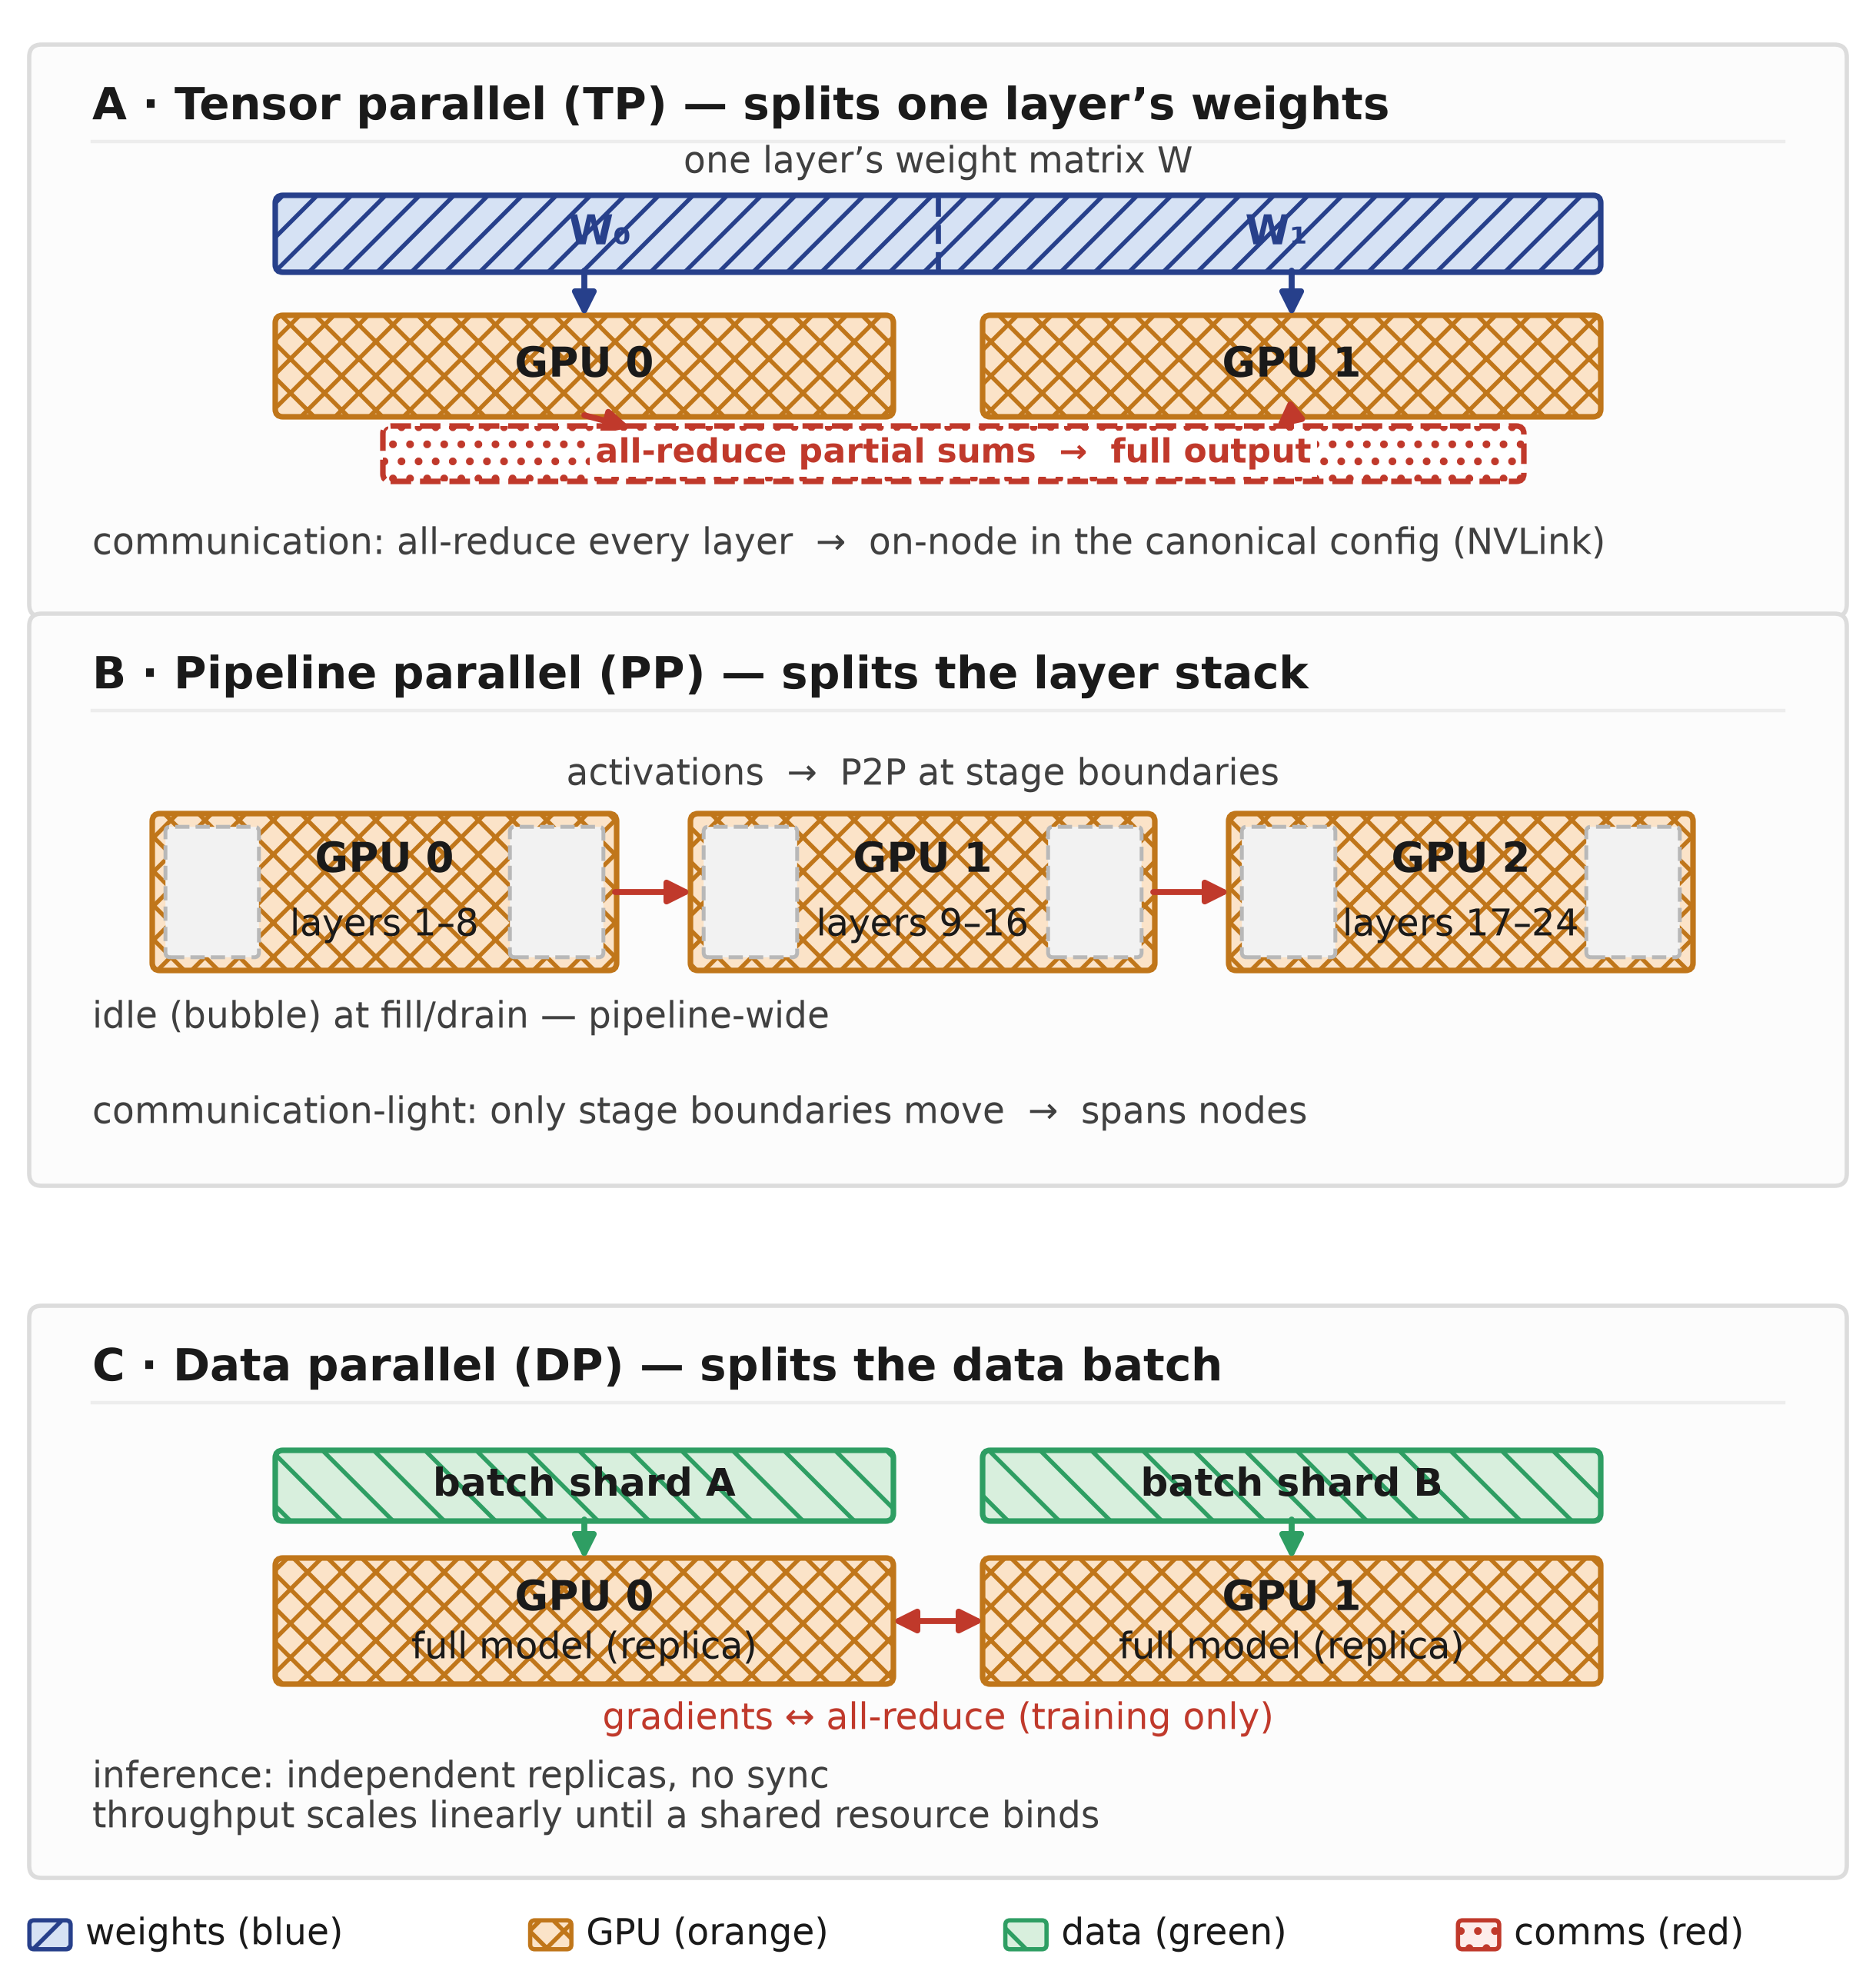 A · Tensor parallel (TP) — splits one layer’s weights
one layer’s weight matrix W
W₀
W₁
GPU 0
GPU 1
all-reduce partial sums → full output
communication: all-reduce every layer → on-node in the canonical config (NVLink)
B · Pipeline parallel (PP) — splits the layer stack
activations → P2P at stage boundaries
GPU 0
GPU 1
GPU 2
layers 1–8
layers 9–16
layers 17–24
idle (bubble) at fill/drain — pipeline-wide
communication-light: only stage boundaries move → spans nodes
C · Data parallel (DP) — splits the data batch
batch shard A
batch shard B
GPU 0
GPU 1
full model (replica)
full model (replica)
gradients ↔ all-reduce (training only)
inference: independent replicas, no sync
throughput scales linearly until a shared resource binds
weights (blue)
GPU (orange)
data (green)
comms (red)